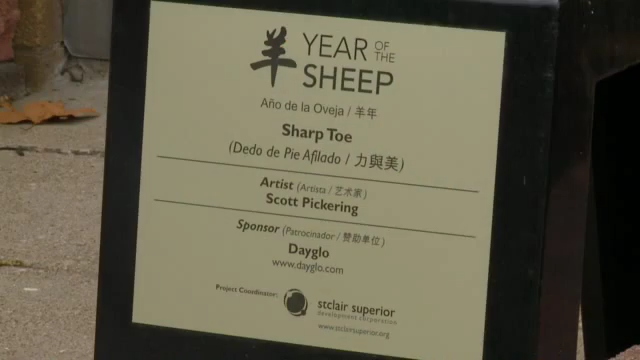 羊 YEAR OF THE
SHEEP
Año de la Oveja / 羊年
Sharp Toe
(Dedo de Pie Afilado / 力與美)
Artist (Artista / 艺术家)
Scott Pickering
Sponsor (Patrocinador / 赞助单位)
Dayglo
www.dayglo.com
Project Coordinator: stclair superior
development corporation
www.stclairsuperior.org